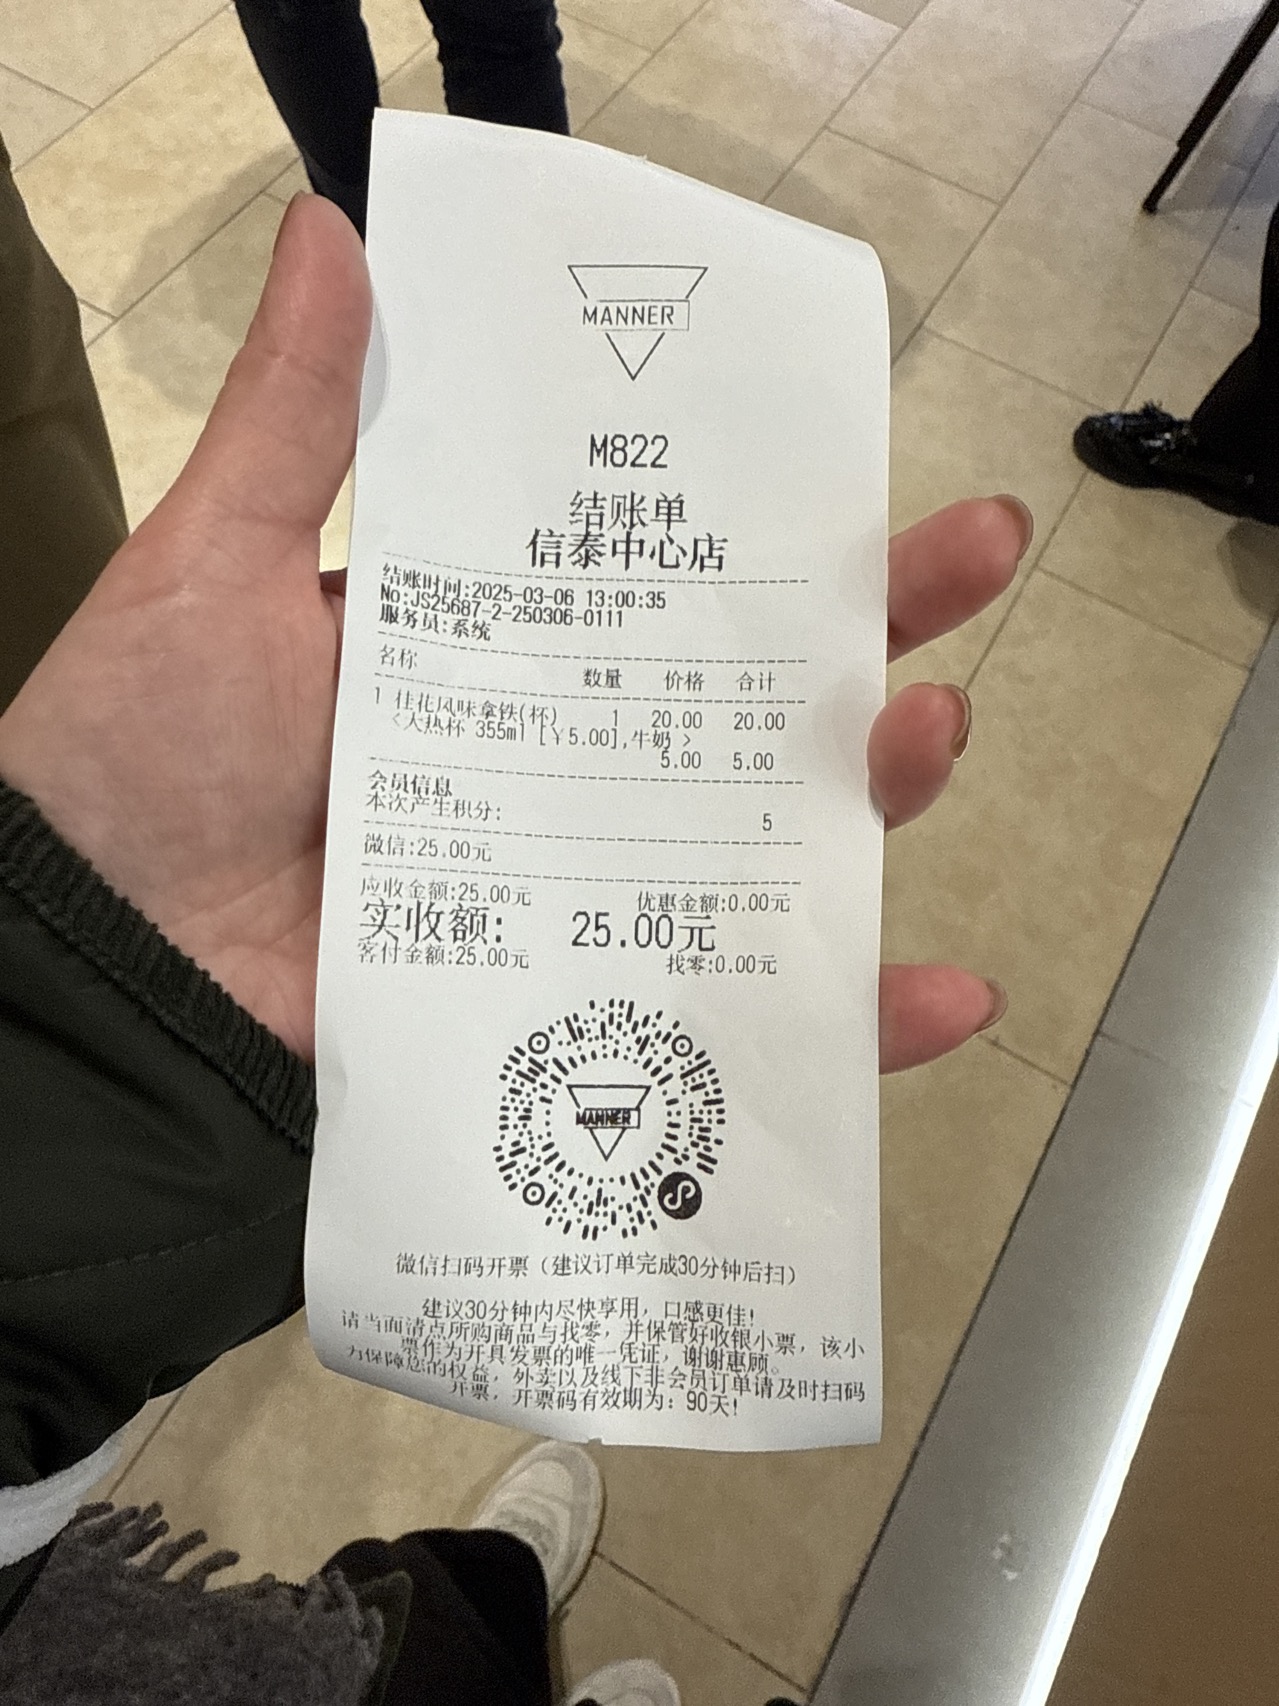 MANNER
M822
结账单
信泰中心店
结账时间:2025-03-06 13:00:35
No:JS25687-2-250306-0111
服务员:系统
名称 数量 价格 合计
1 桂花风味拿铁(杯) 1 20.00 20.00
<大热杯 355ml [￥5.00],牛奶 >
5.00 5.00
会员信息
本次产生积分: 5
微信:25.00元
应收金额:25.00元 优惠金额:0.00元
实收额: 25.00元
客付金额:25.00元 找零:0.00元
MANNER
微信扫码开票（建议订单完成30分钟后扫）
建议30分钟内尽快享用，口感更佳!
请当面清点所购商品与找零，并保管好收银小票，该小
票作为开具发票的唯一凭证，谢谢惠顾。
为保障您的权益，外卖以及线下非会员订单请及时扫码
开票，开票码有效期为：90天!